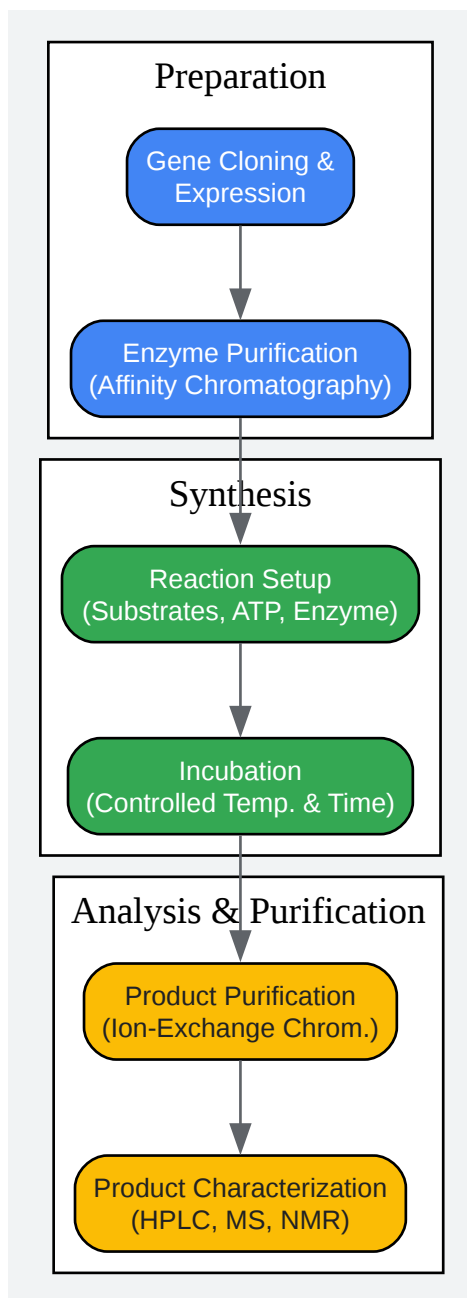 Preparation
Gene Cloning &
Expression
Enzyme Purification
(Affinity Chromatography)
Synthesis
Reaction Setup
(Substrates, ATP, Enzyme)
Incubation
(Controlled Temp. & Time)
Analysis & Purification
Product Purification
(Ion-Exchange Chrom.)
Product Characterization
(HPLC, MS, NMR)